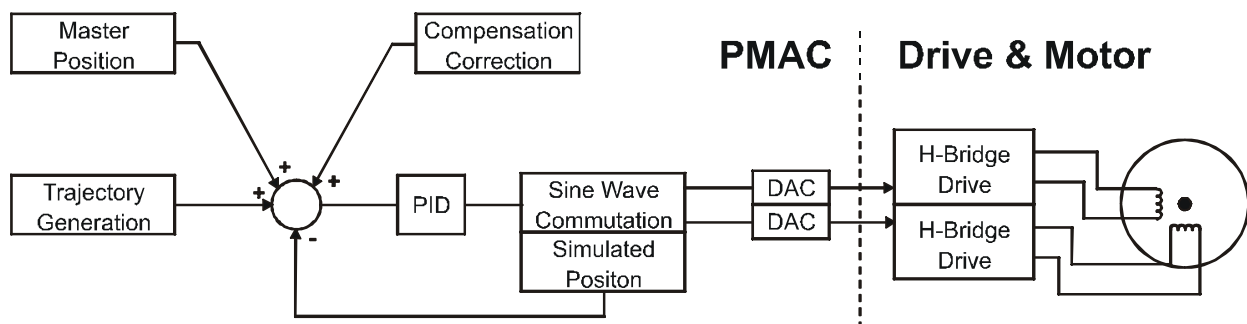 Master
Position
Compensation
Correction
PMAC
Drive & Motor
+
+
+
-
Trajectory
Generation
PID
Sine Wave
Commutation
Simulated
Positon
DAC
DAC
H-Bridge
Drive
H-Bridge
Drive